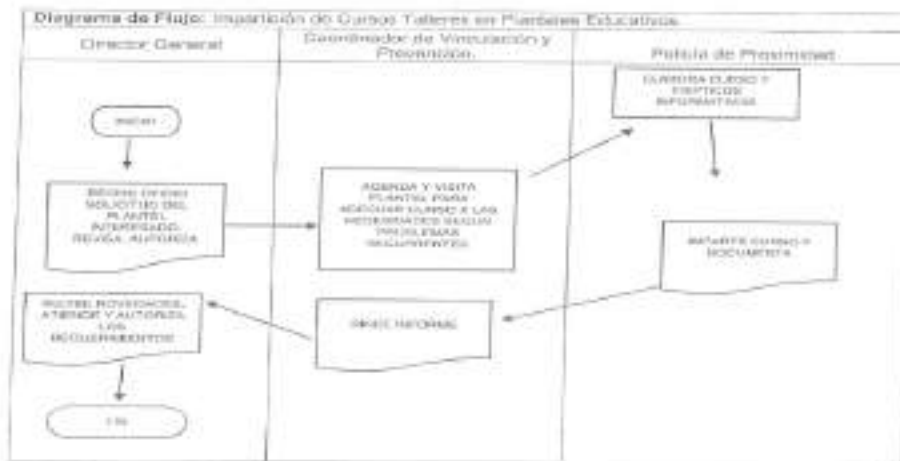 Diagrama de Flujo: Impartición de Cursos Talleres en Planteles Educativos.
Director General
Coordinador de Vinculación y
Prevención.
Policía de Proximidad
ELABORA CURSO Y
TRIPTICOS
INFORMATIVOS
INICIO
RECIBE OFICIO
SOLICITUD DEL
PLANTEL
INTERESADO,
REVISA, AUTORIZA
AGENDA Y VISITA
PLANTEL PARA
ADECUAR CURSO A LAS
NECESIDADES SEGÚN
PROBLEMAS
RECURRENTES
IMPARTE CURSO Y
DOCUMENTA
RECIBE NOVEDADES,
ATIENDE Y AUTORIZA
LOS
REQUERIMIENTOS
RINDE INFORME
FIN